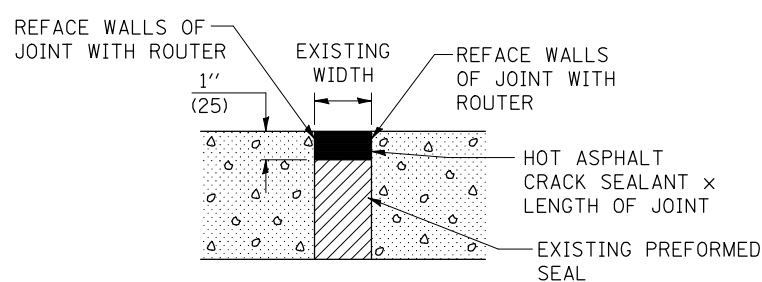 REFACE WALLS OF
JOINT WITH ROUTER
EXISTING
WIDTH
REFACE WALLS
OF JOINT WITH
ROUTER
1''
(25)
HOT ASPHALT
CRACK SEALANT ×
LENGTH OF JOINT
EXISTING PREFORMED
SEAL